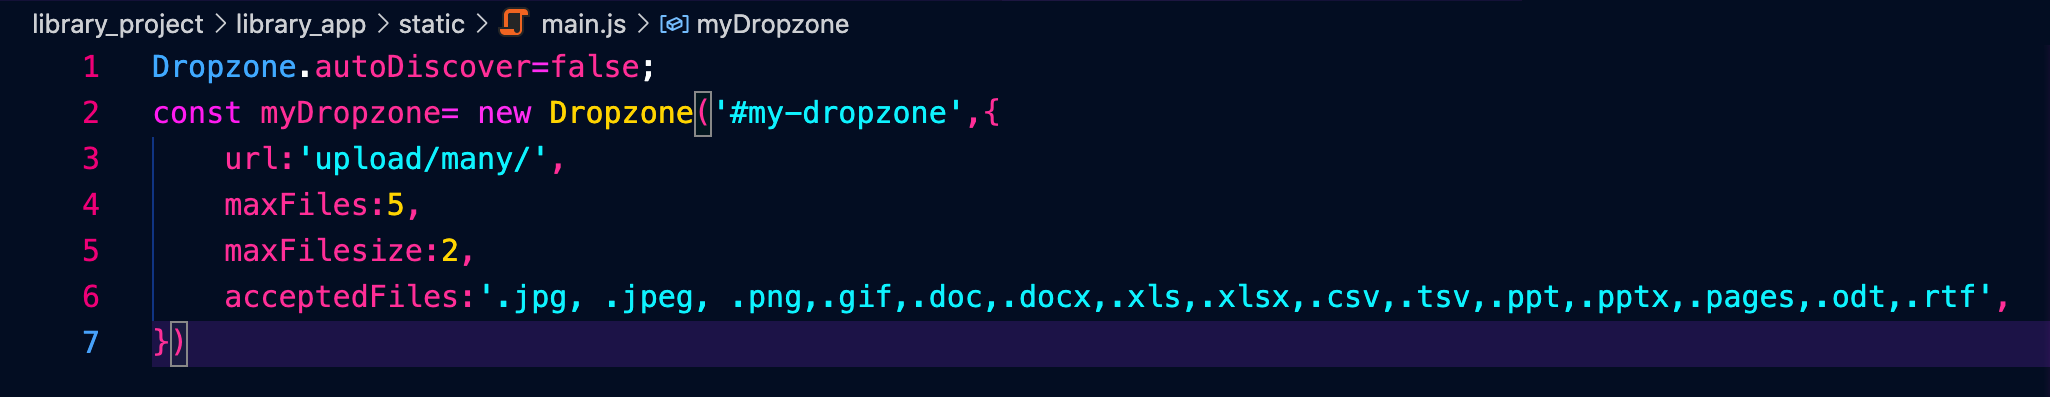 library_project > library_app > static > main.js > myDropzone
1 Dropzone.autoDiscover=false;
2 const myDropzone= new Dropzone('#my-dropzone',{
3     url:'upload/many/',
4     maxFiles:5,
5     maxFilesize:2,
6     acceptedFiles:'.jpg, .jpeg, .png,.gif,.doc,.docx,.xls,.xlsx,.csv,.tsv,.ppt,.pptx,.pages,.odt,.rtf',
7 })